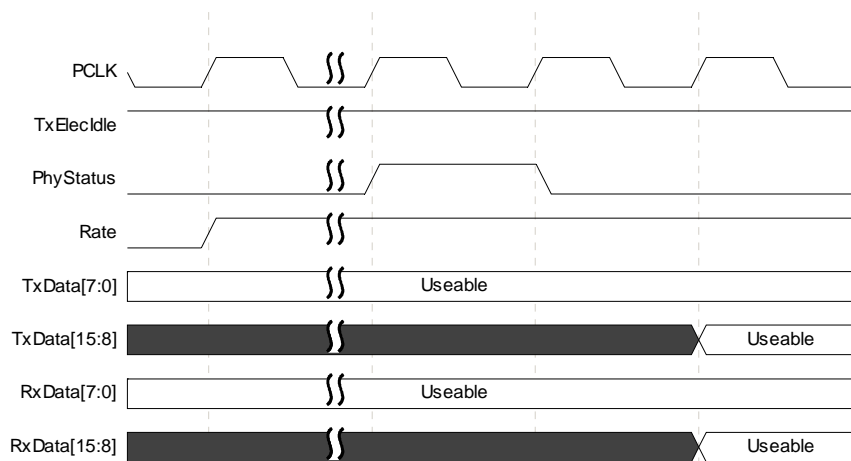 PCLK
TxElecIdle
PhyStatus
Rate
TxData[7:0] Useable
TxData[15:8] Useable
RxData[7:0] Useable
RxData[15:8] Useable